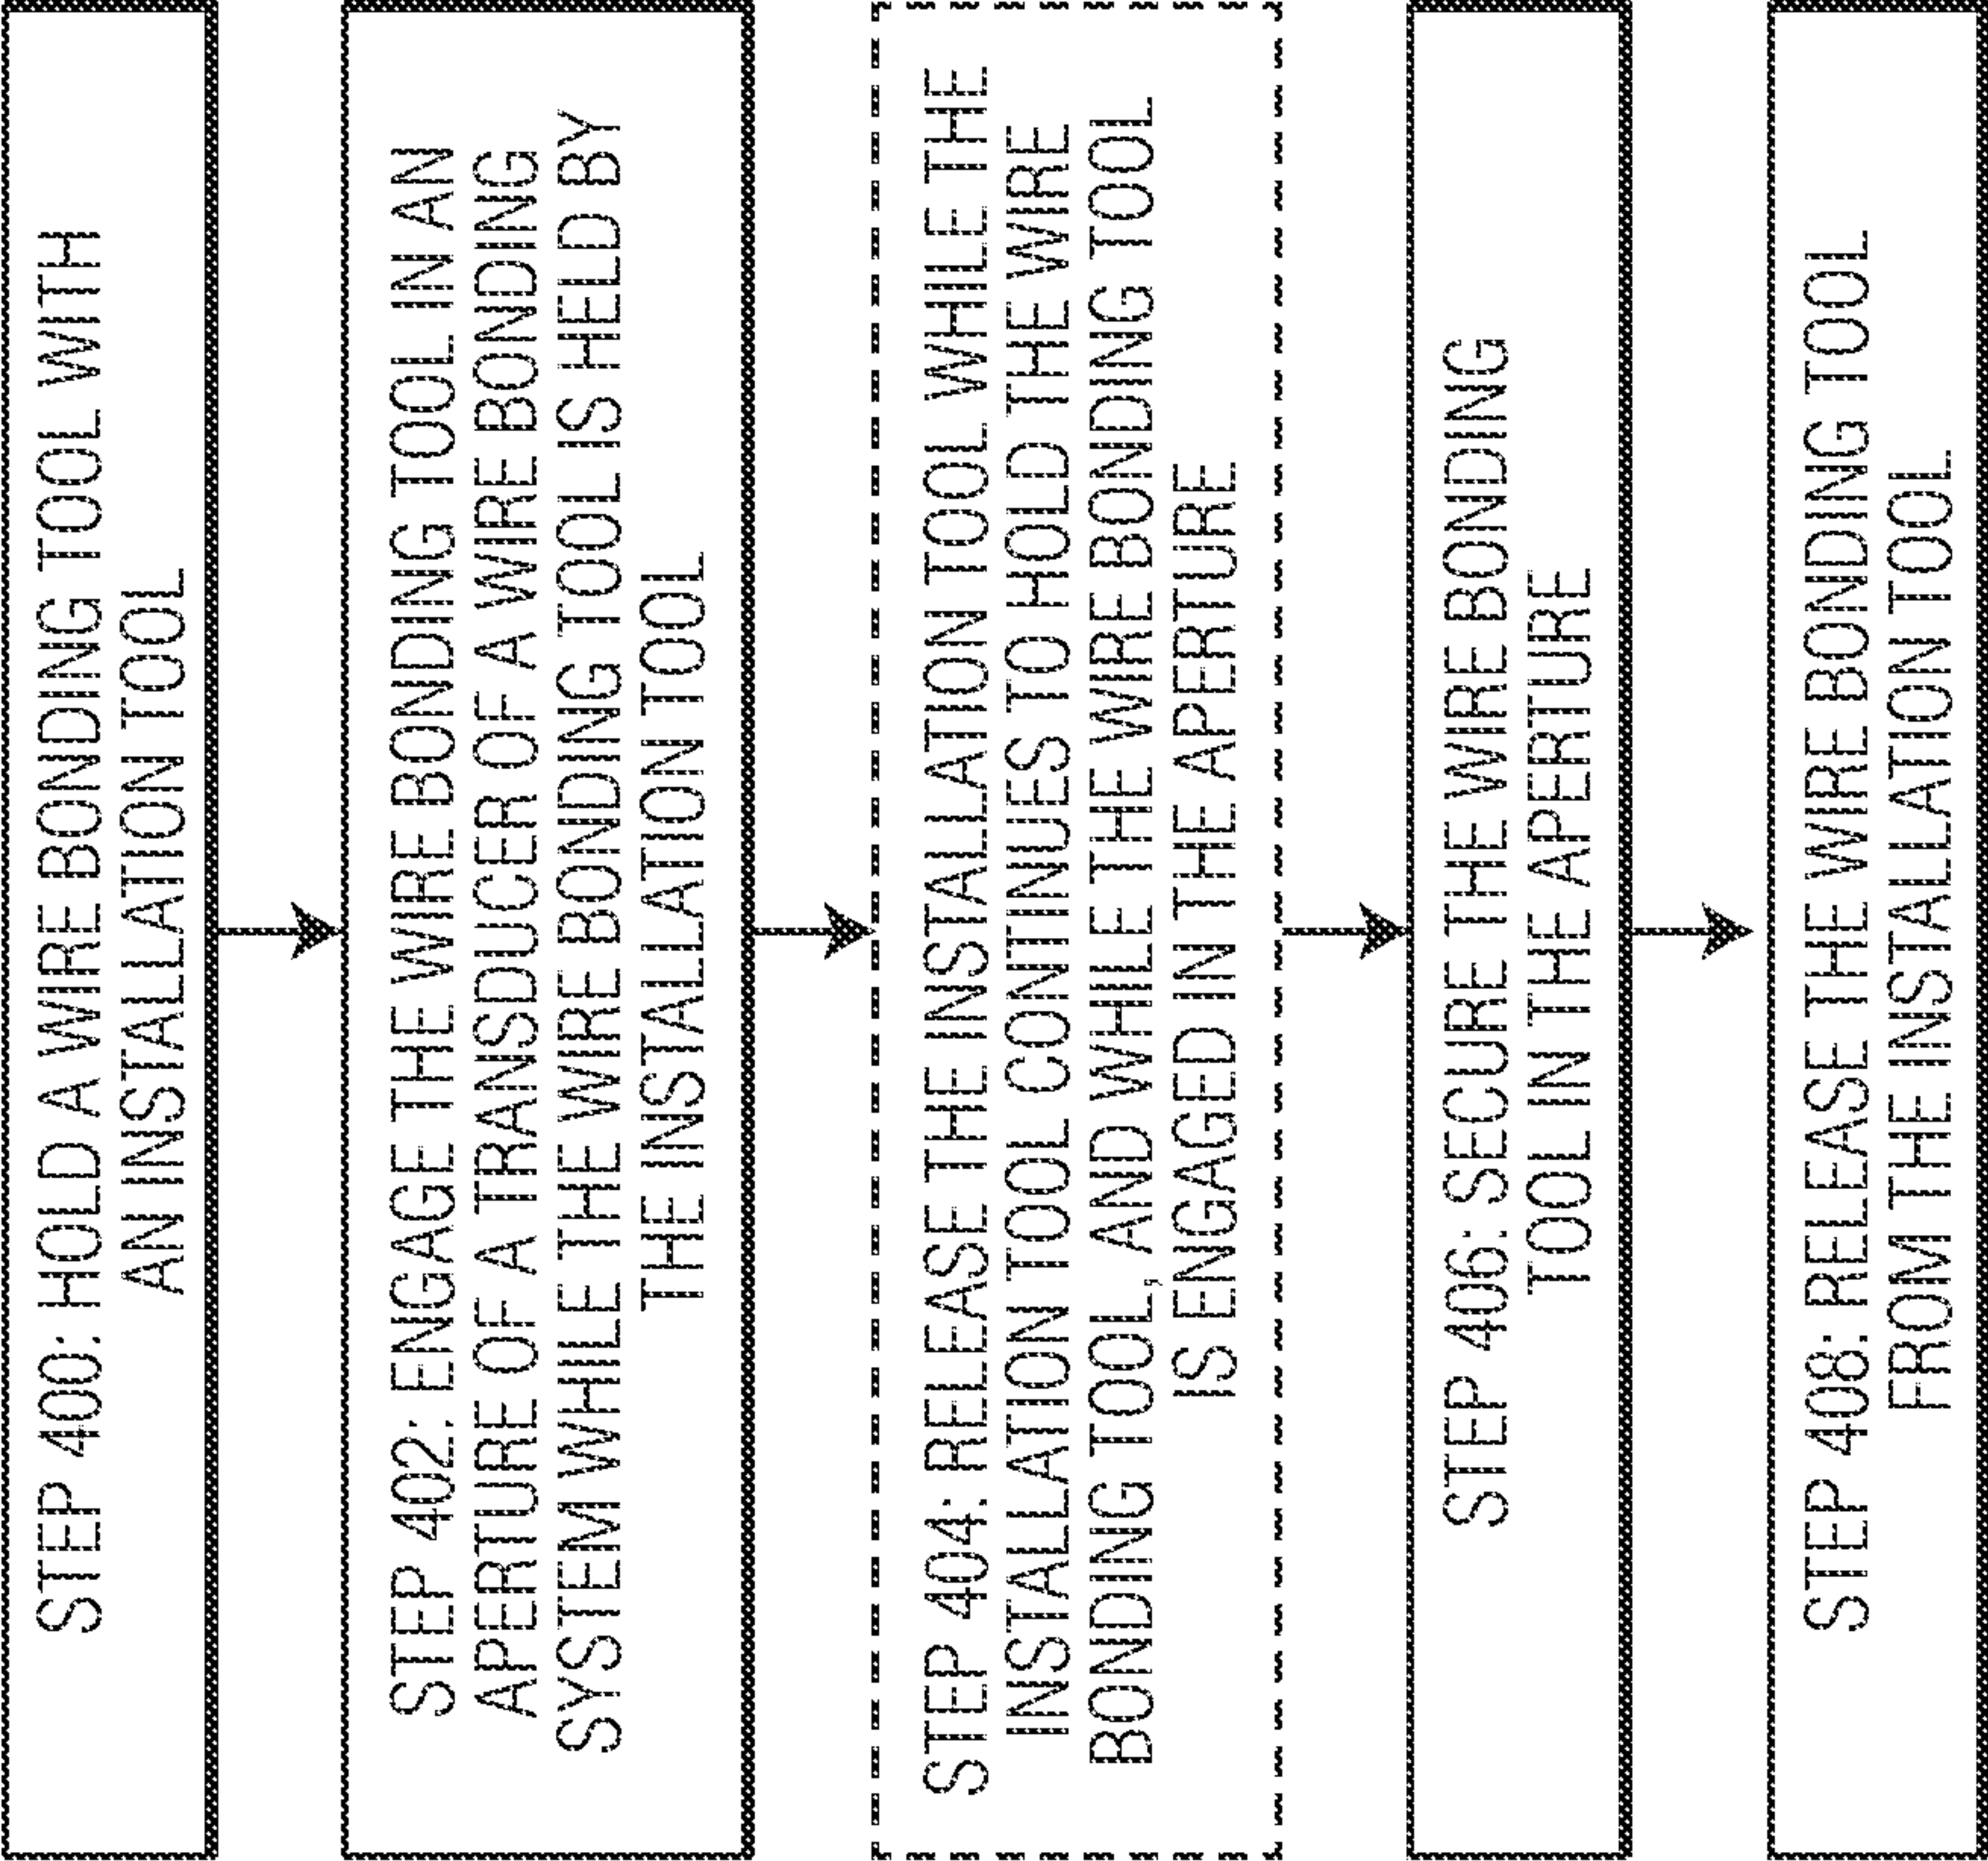 STEP 400: HOLD A WIRE BONDING TOOL WITH
AN INSTALLATION TOOL
STEP 402: ENGAGE THE WIRE BONDING TOOL IN AN
APERTURE OF A TRANSDUCER OF A WIRE BONDING
SYSTEM WHILE THE WIRE BONDING TOOL IS HELD BY
THE INSTALLATION TOOL
STEP 404: RELEASE THE INSTALLATION TOOL WHILE THE
INSTALLATION TOOL CONTINUES TO HOLD THE WIRE
BONDING TOOL, AND WHILE THE WIRE BONDING TOOL
IS ENGAGED IN THE APERTURE
STEP 406: SECURE THE WIRE BONDING
TOOL IN THE APERTURE
STEP 408: RELEASE THE WIRE BONDING TOOL
FROM THE INSTALLATION TOOL